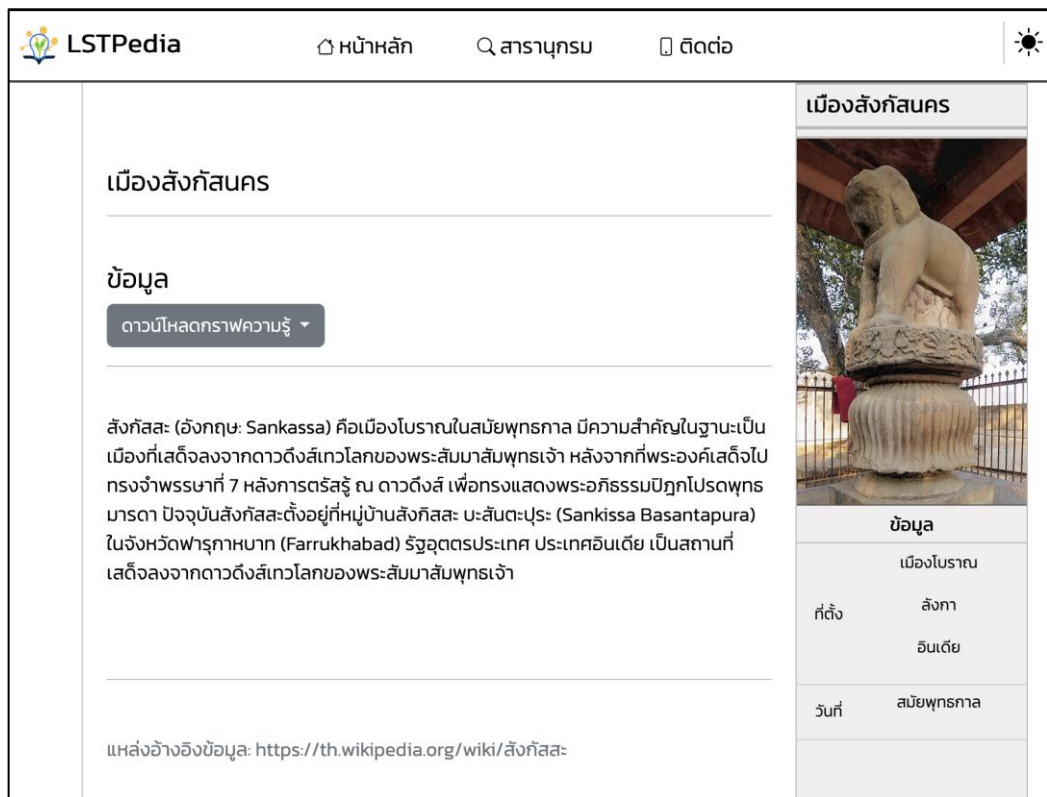 LSTPedia
หน้าหลัก
สารานุกรม
ติดต่อ
เมืองสังกัสนคร
ข้อมูล
ดาวน์โหลดกราฟความรู้
สังกัสสะ (อังกฤษ: Sankassa) คือเมืองโบราณในสมัยพุทธกาล มีความสำคัญในฐานะเป็น
เมืองที่เสด็จลงจากดาวดึงส์เทวโลกของพระสัมมาสัมพุทธเจ้า หลังจากที่พระองค์เสด็จไป
ทรงจำพรรษาที่ 7 หลังการตรัสรู้ ณ ดาวดึงส์ เพื่อทรงแสดงพระอภิธรรมปิฎกโปรดพุทธ
มารดา ปัจจุบันสังกัสสะตั้งอยู่ที่หมู่บ้านสังกิสสะ บะสันตะปุระ (Sankissa Basantapura)
ในจังหวัดฟารุกาหบาท (Farrukhabad) รัฐอุตตรประเทศ ประเทศอินเดีย เป็นสถานที่
เสด็จลงจากดาวดึงส์เทวโลกของพระสัมมาสัมพุทธเจ้า
แหล่งอ้างอิงข้อมูล: https://th.wikipedia.org/wiki/สังกัสสะ
เมืองสังกัสนคร
ข้อมูล
ที่ตั้ง
เมืองโบราณ
ลังกา
อินเดีย
วันที่
สมัยพุทธกาล